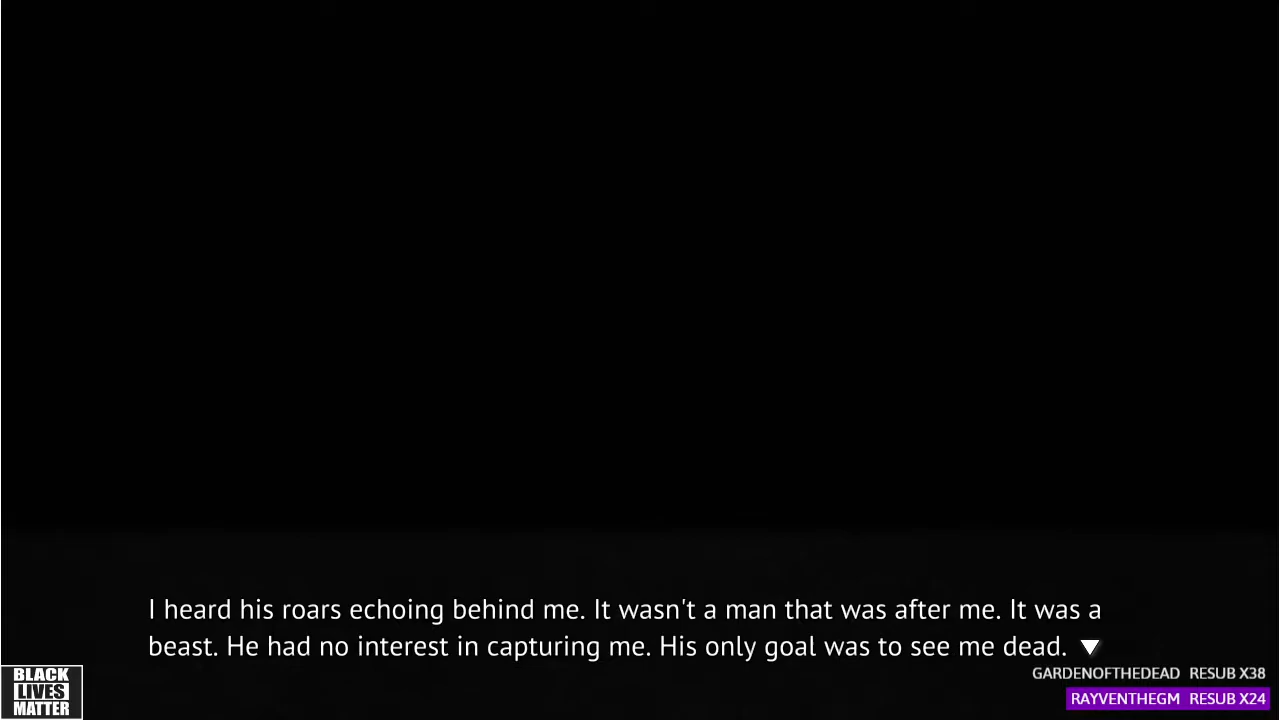 I heard his roars echoing behind me. It wasn't a man that was after me. It was a
beast. He had no interest in capturing me. His only goal was to see me dead.
GARDENOFTHEDEAD RESUB X38
RAYVENTHEGM RESUB X24
BLACK
LIVES
MATTER